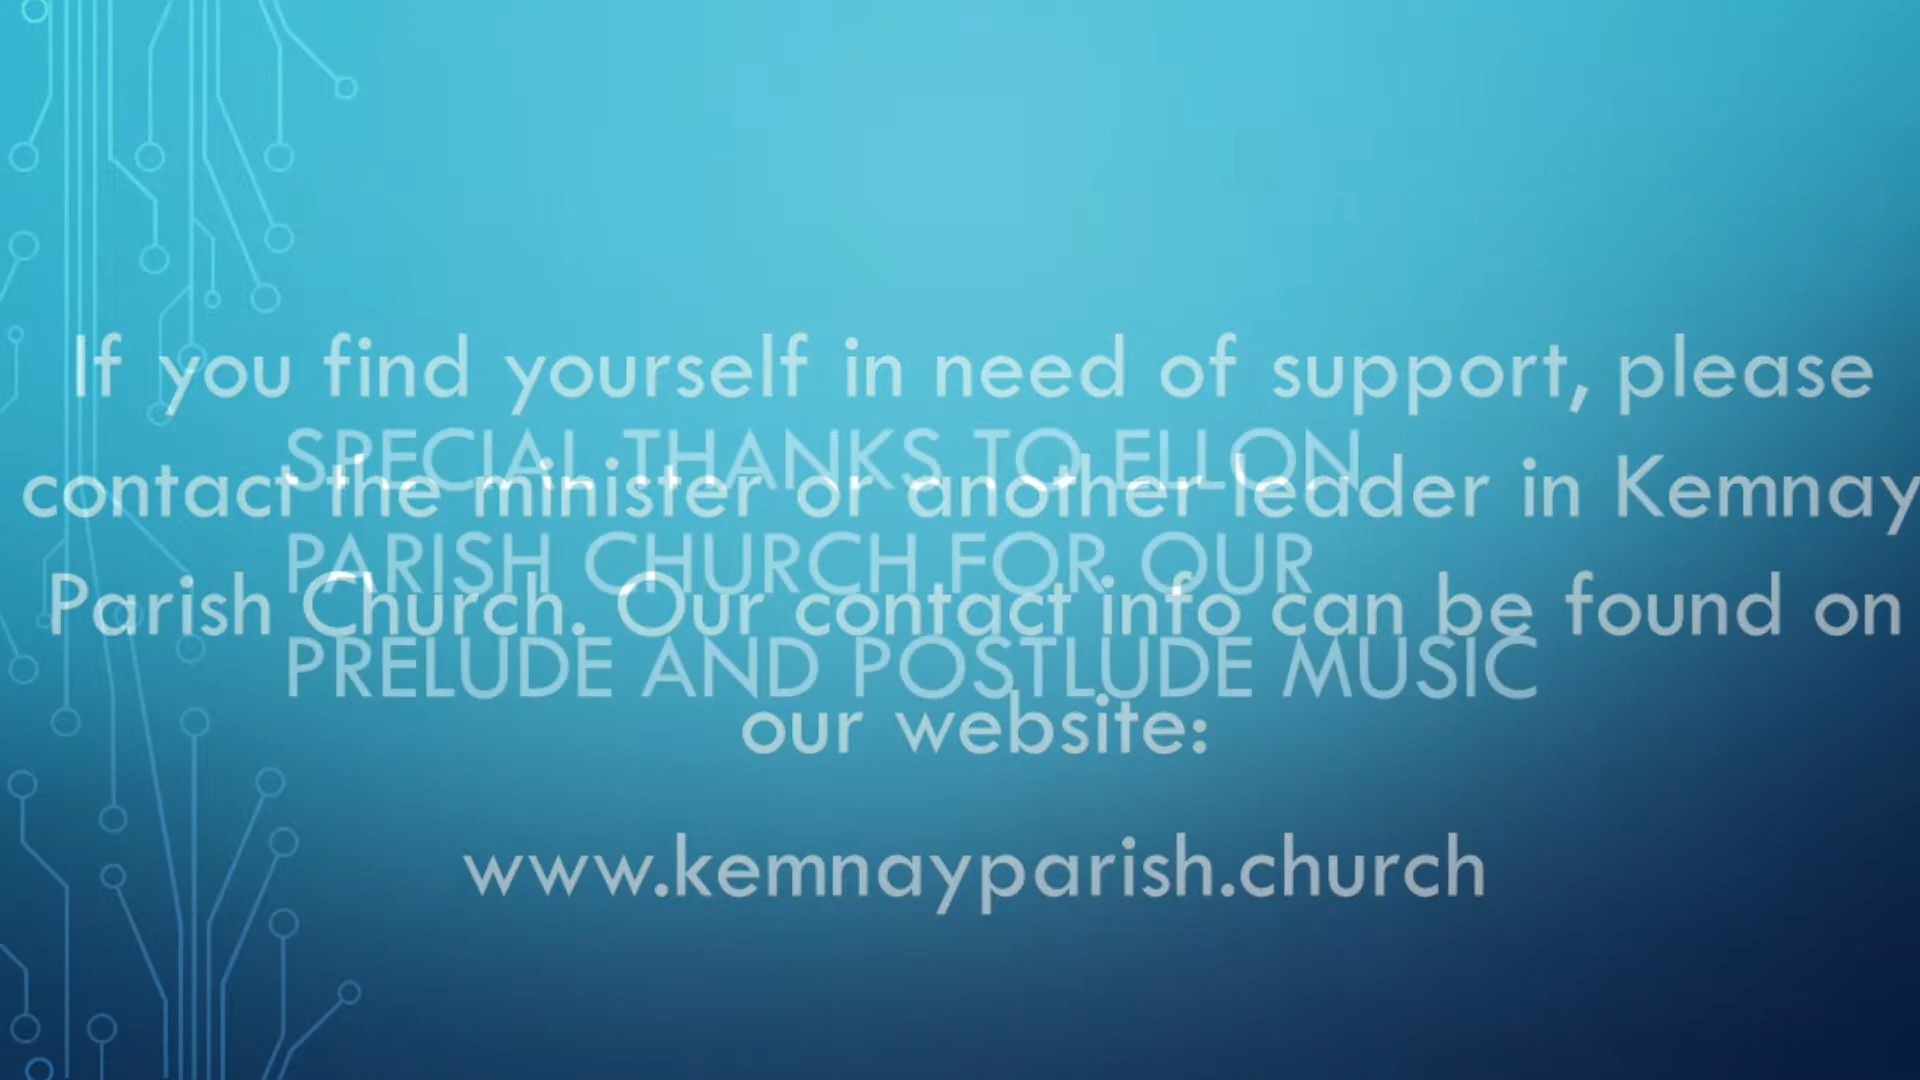 If you find yourself in need of support, please
contact the minister or another leader in Kemnay
Parish Church. Our contact info can be found on
our website:
www.kemnayparish.church
SPECIAL THANKS TO ELLON
PARISH CHURCH FOR OUR
PRELUDE AND POSTLUDE MUSIC